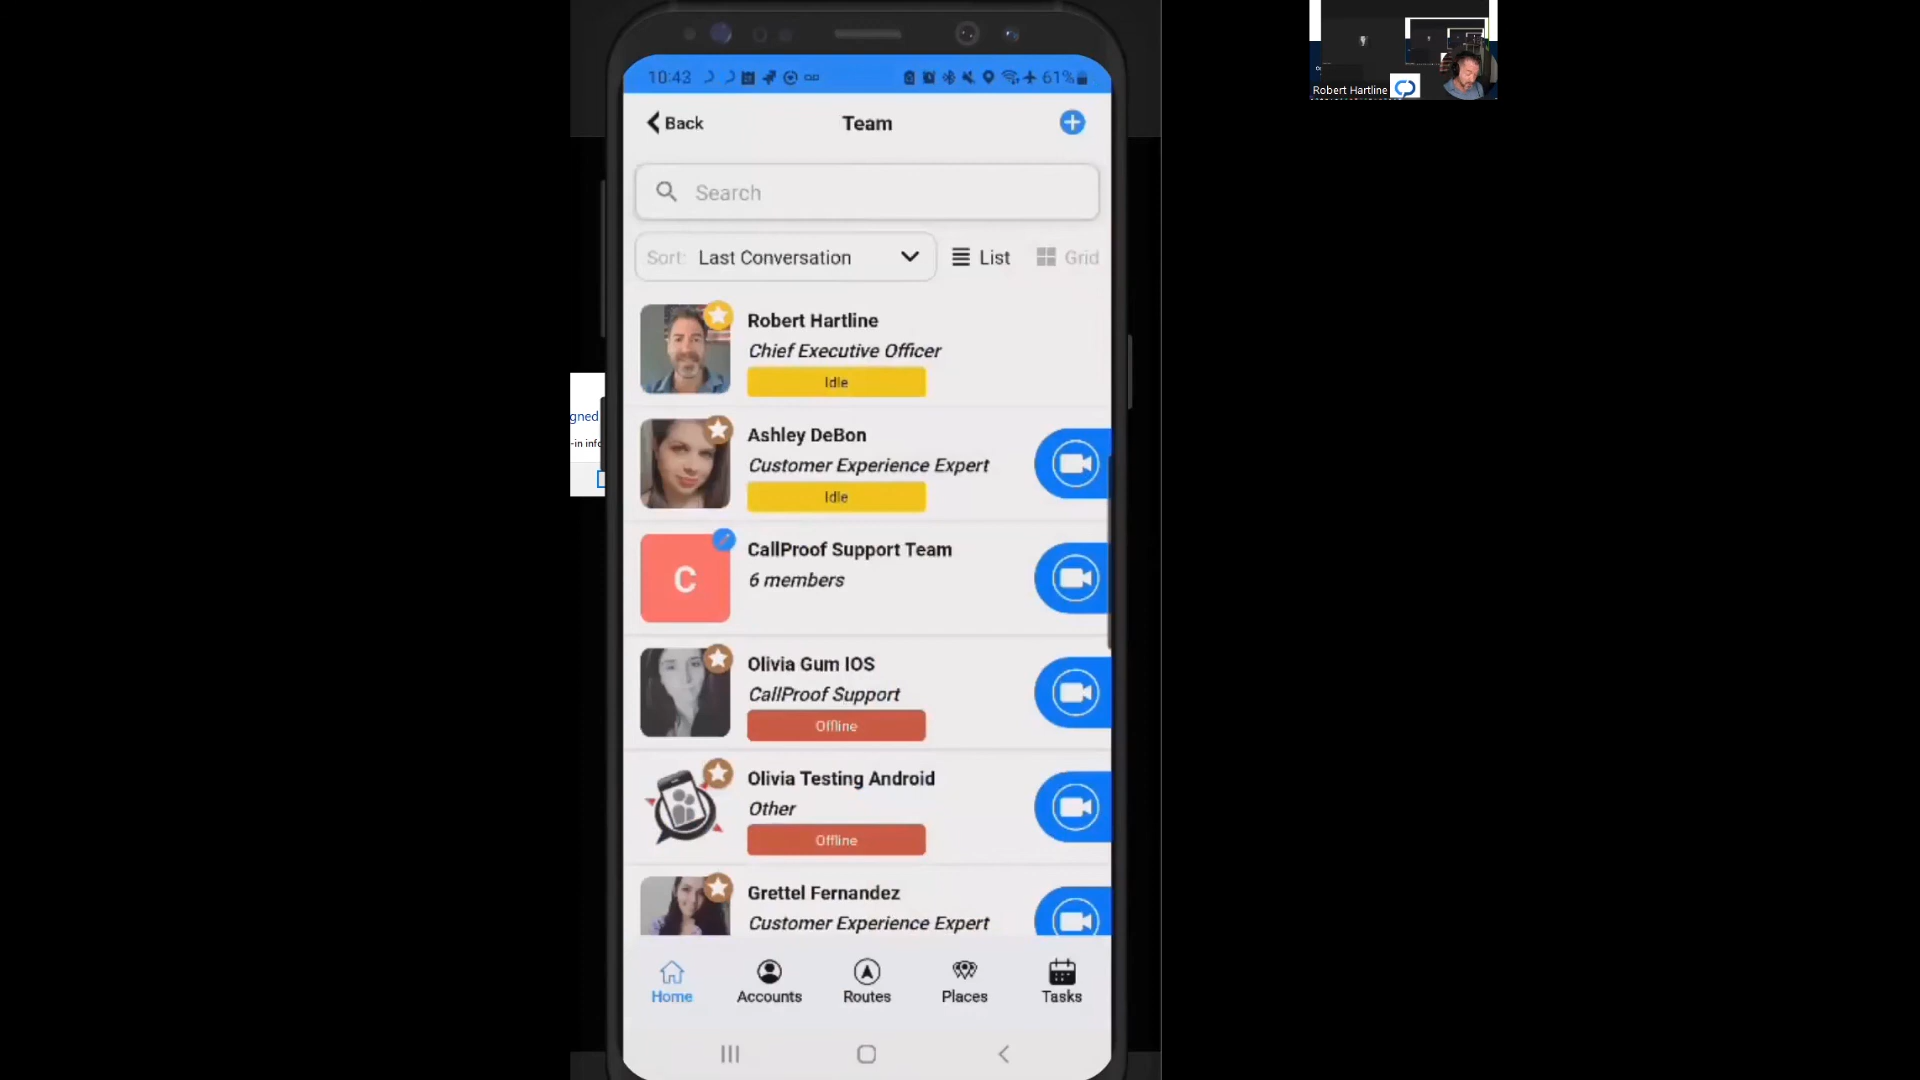 10:43
61%
Back
Team
Search
Sort: Last Conversation
List
Grid
Robert Hartline
Chief Executive Officer
Idle
Ashley DeBon
Customer Experience Expert
Idle
C
CallProof Support Team
6 members
Olivia Gum IOS
CallProof Support
Offline
Olivia Testing Android
Other
Offline
Grettel Fernandez
Customer Experience Expert
Home
Accounts
Routes
Places
Tasks
gned
-in info
Robert Hartline